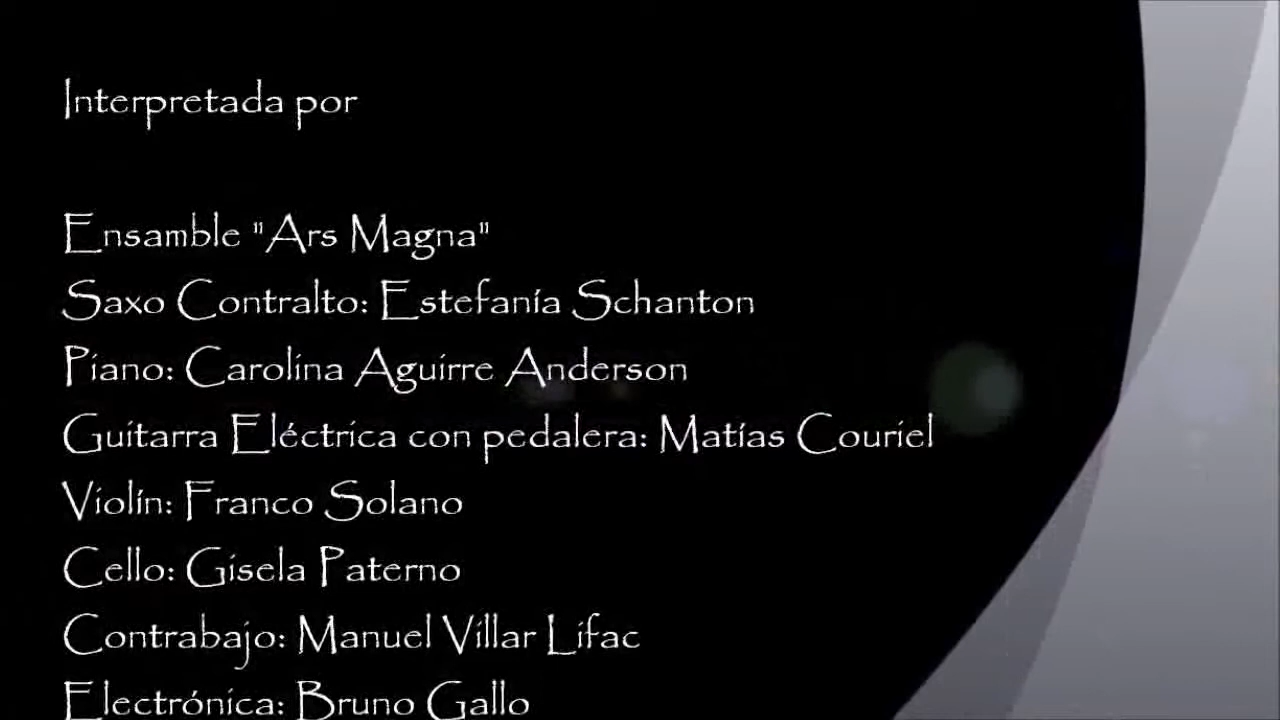 Interpretada por
Ensamble "Ars Magna"
Saxo Contralto: Estefanía Schanton
Piano: Carolina Aguirre Anderson
Guitarra Eléctrica con pedalera: Matías Couriel
Violín: Franco Solano
Cello: Gisela Paterno
Contrabajo: Manuel Villar Lifac
Electrónica: Bruno Gallo